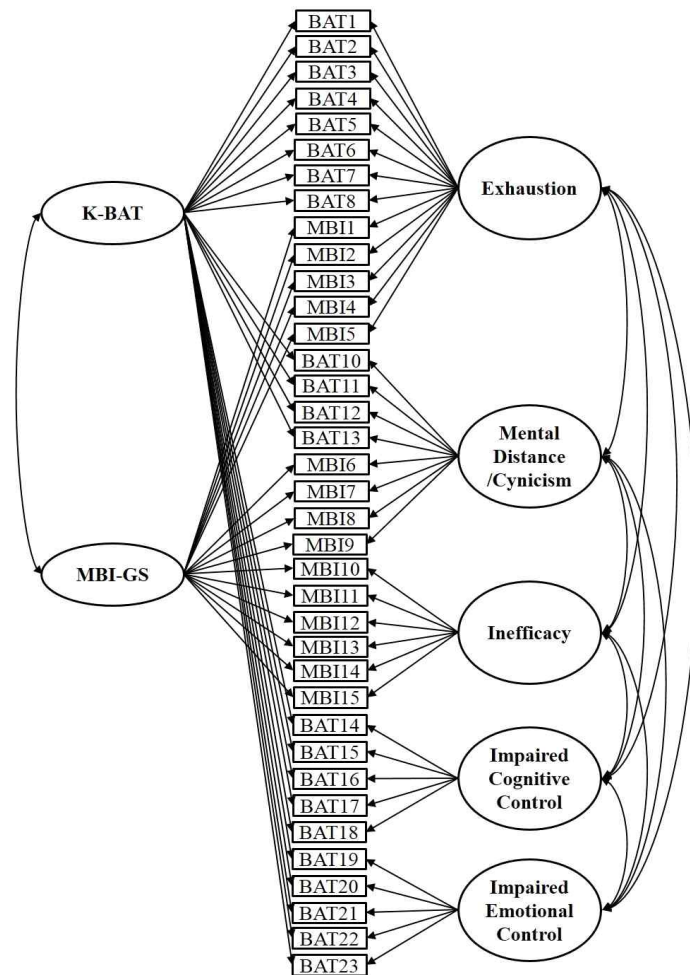 BAT1
BAT2
BAT3
BAT4
BAT5
BAT6
BAT7
BAT8
MBI1
MBI2
MBI3
MBI4
MBI5
BAT10
BAT11
BAT12
BAT13
MBI6
MBI7
MBI8
MBI9
MBI10
MBI11
MBI12
MBI13
MBI14
MBI15
BAT14
BAT15
BAT16
BAT17
BAT18
BAT19
BAT20
BAT21
BAT22
BAT23
K-BAT
MBI-GS
Exhaustion
Mental
Distance
/Cynicism
Inefficacy
Impaired
Cognitive
Control
Impaired
Emotional
Control